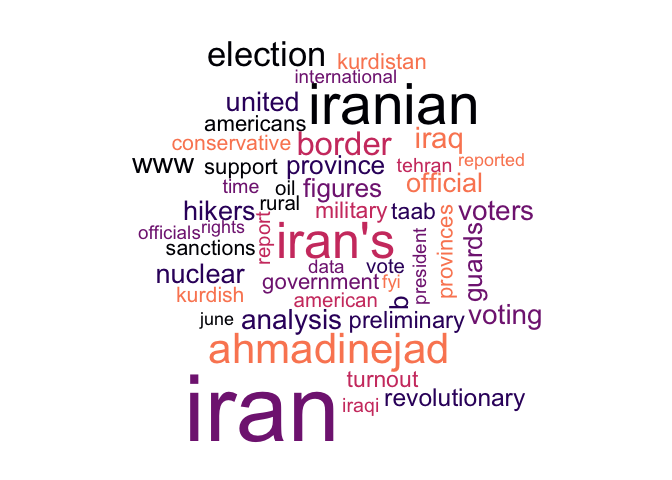 election kurdistan
international
united iranian
americans
conservative border iraq
www support province tehran reported
time oil figures official
hikers rural military taab voters
officials rights report iran's president provinces guards
sanctions
nuclear data vote
government fyi
kurdish american b
june analysis preliminary voting
ahmadinejad
iran turnout
iraqi revolutionary